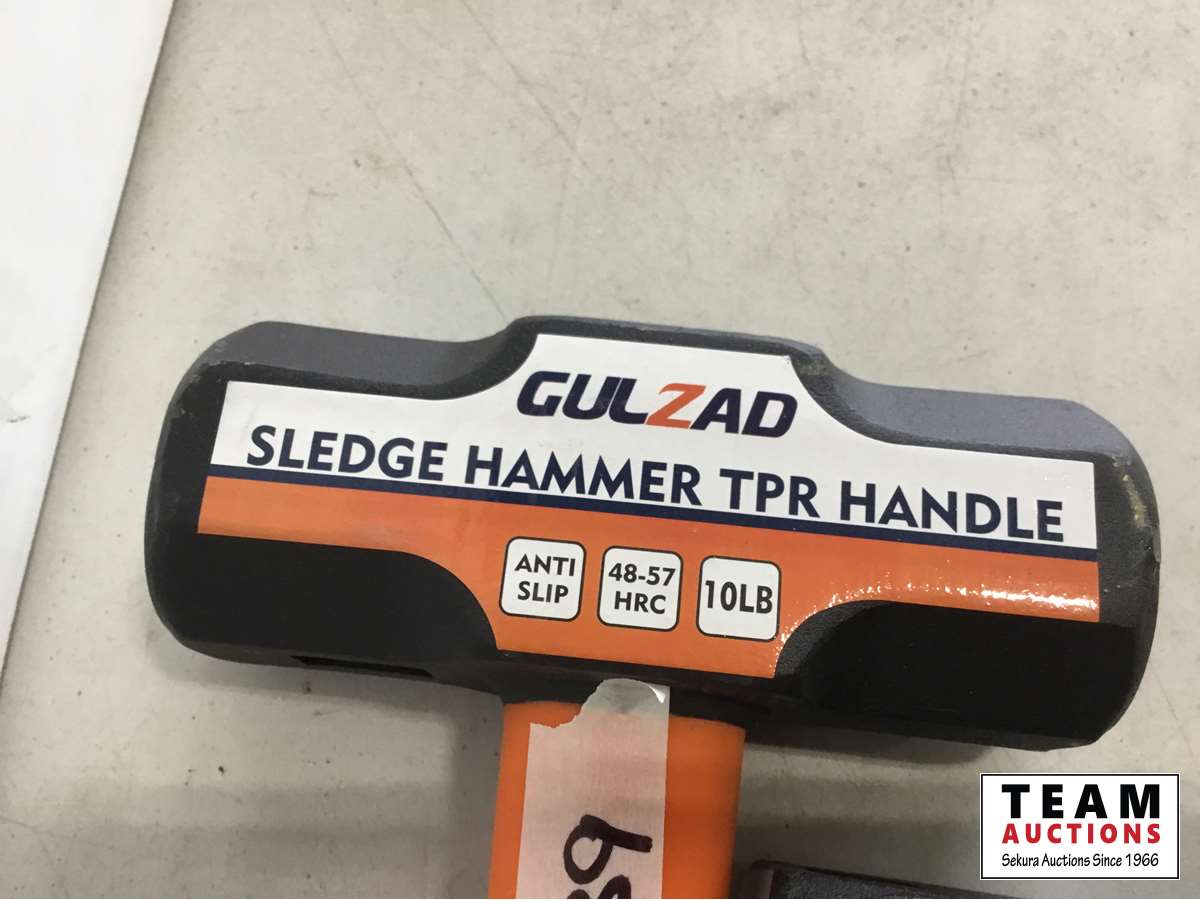 GULZAD
SLEDGE HAMMER TPR HANDLE
ANTI
SLIP
48-57
HRC
10LB
TEAM
AUCTIONS
Sekura Auctions Since 1966